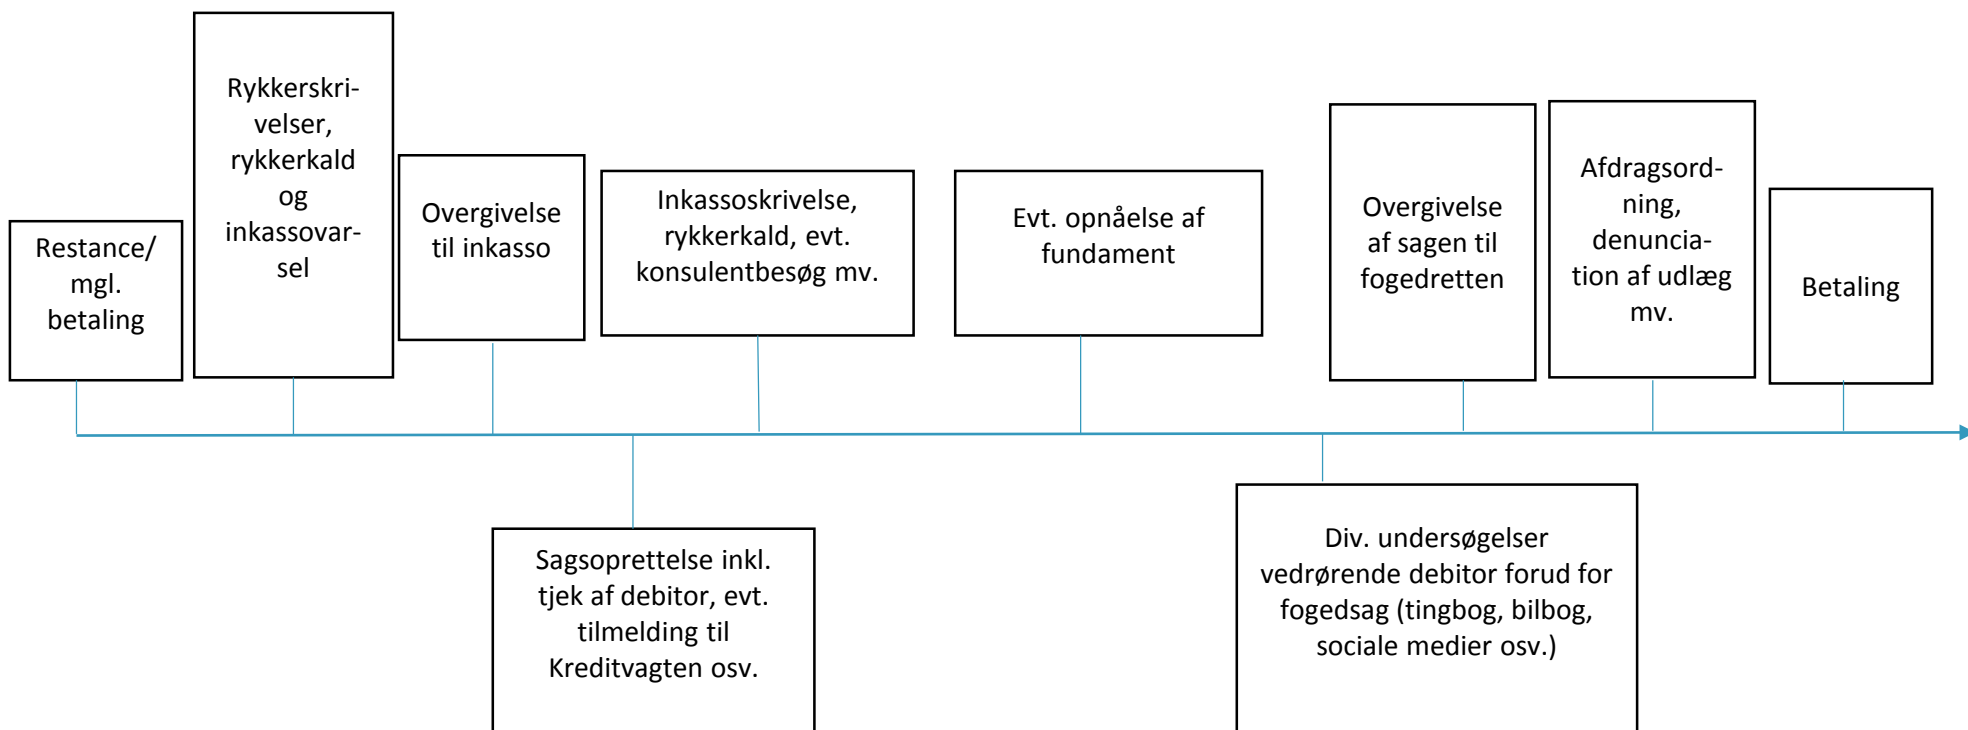 Restance/
mgl.
betaling
Rykkerskri-
velser,
rykkerkald
og
inkassovar-
sel
Overgivelse
til inkasso
Inkassoskrivelse,
rykkerkald, evt.
konsulentbesøg mv.
Evt. opnåelse af
fundament
Overgivelse
af sagen til
fogedretten
Afdragsord-
ning,
denuncia-
tion af udlæg
mv.
Betaling
Sagsoprettelse inkl.
tjek af debitor, evt.
tilmelding til
Kreditvagten osv.
Div. undersøgelser
vedrørende debitor forud for
fogedsag (tingbog, bilbog,
sociale medier osv.)